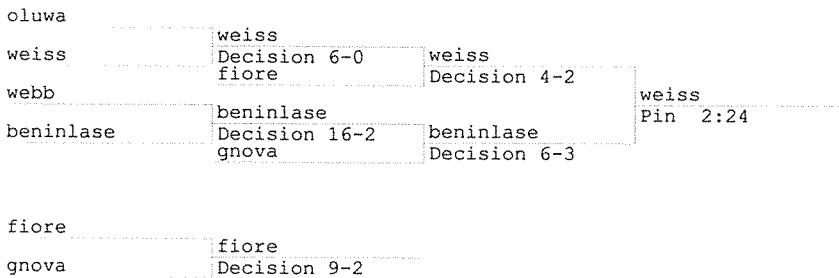 oluwa
weiss
weiss
Decision 6-0
weiss
fiore
Decision 4-2
webb
weiss
beninlase
Pin 2:24
beninlase
Decision 16-2
beninlase
gnova
Decision 6-3
fiore
fiore
gnova
Decision 9-2